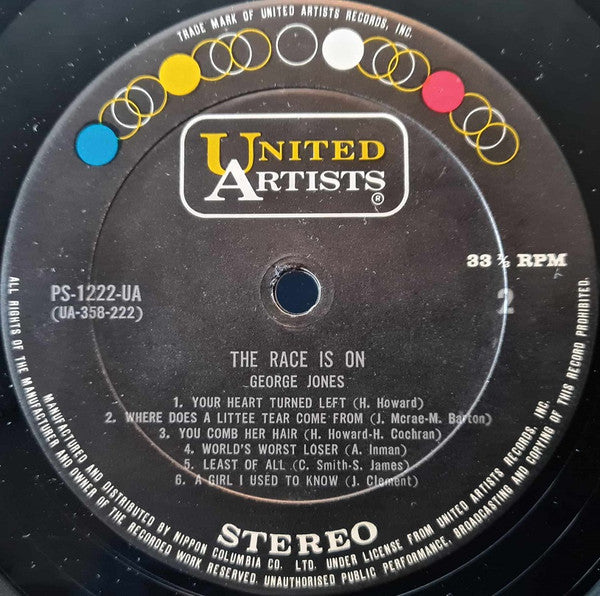 TRADE MARK OF UNITED ARTISTS RECORDS, INC.
UNITED
ARTISTS
®
33 ⅓ RPM
PS-1222-UA
(UA-358-222)
2
THE RACE IS ON
GEORGE JONES
1. YOUR HEART TURNED LEFT (H. Howard)
2. WHERE DOES A LITTEE TEAR COME FROM (J. Mcrae-M. Barton)
3. YOU COMB HER HAIR (H. Howard-H. Cochran)
4. WORLD'S WORST LOSER (A. Inman)
5. LEAST OF ALL (C. Smith-S. James)
6. A GIRL I USED TO KNOW (J. Clement)
STEREO
ALL RIGHTS OF THE MANUFACTURER AND OWNER OF THE RECORDED WORK RESERVED. UNAUTHORISED PUBLIC PERFORMANCE, BROADCASTING AND COPYING OF THIS RECORD PROHIBITED.
MANUFACTURED AND DISTRIBUTED BY NIPPON COLUMBIA CO. LTD. UNDER LICENSE FROM UNITED ARTISTS RECORDS, INC.